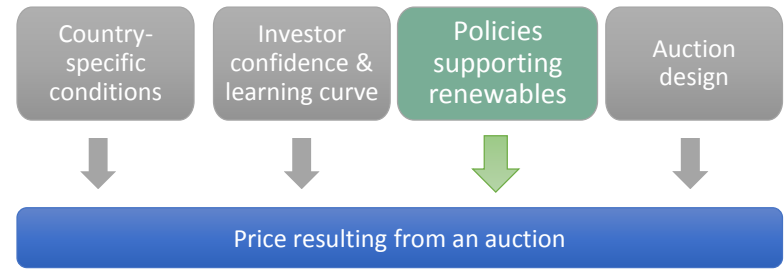 Country-
specific
conditions
Investor
confidence &
learning curve
Policies
supporting
renewables
Auction
design
Price resulting from an auction